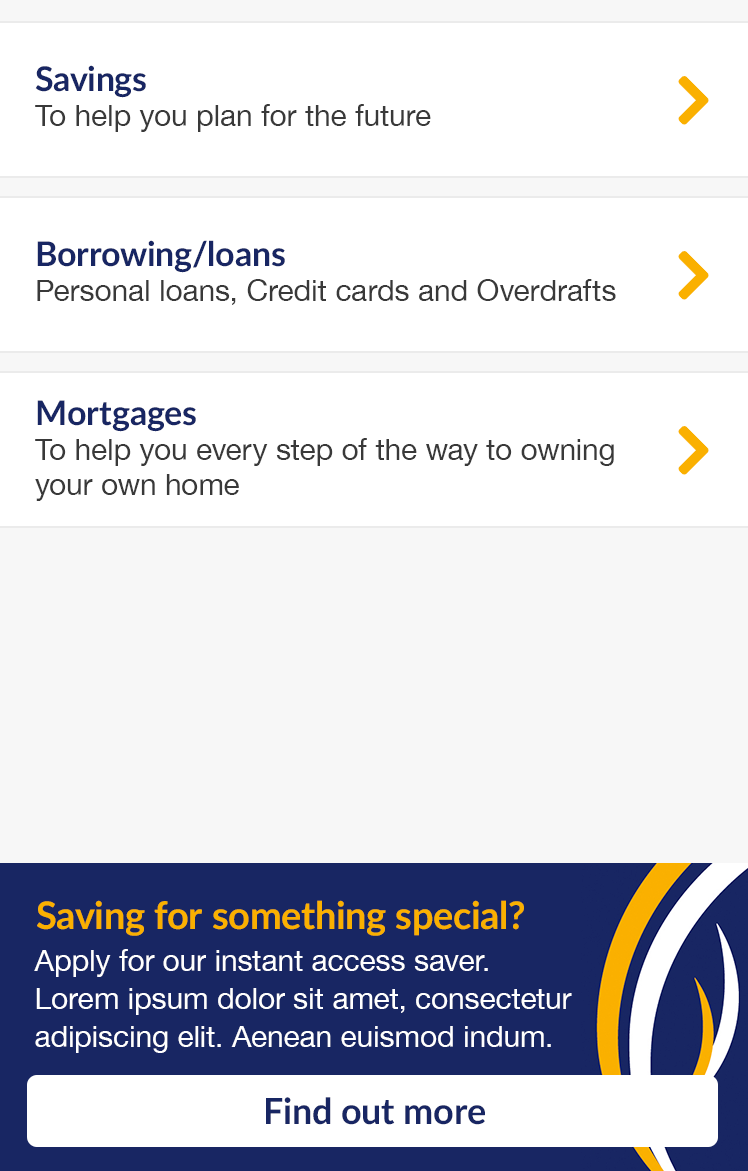 Savings
To help you plan for the future
Borrowing/loans
Personal loans, Credit cards and Overdrafts
Mortgages
To help you every step of the way to owning
your own home
Saving for something special?
Apply for our instant access saver.
Lorem ipsum dolor sit amet, consectetur
adipiscing elit. Aenean euismod indum.
Find out more